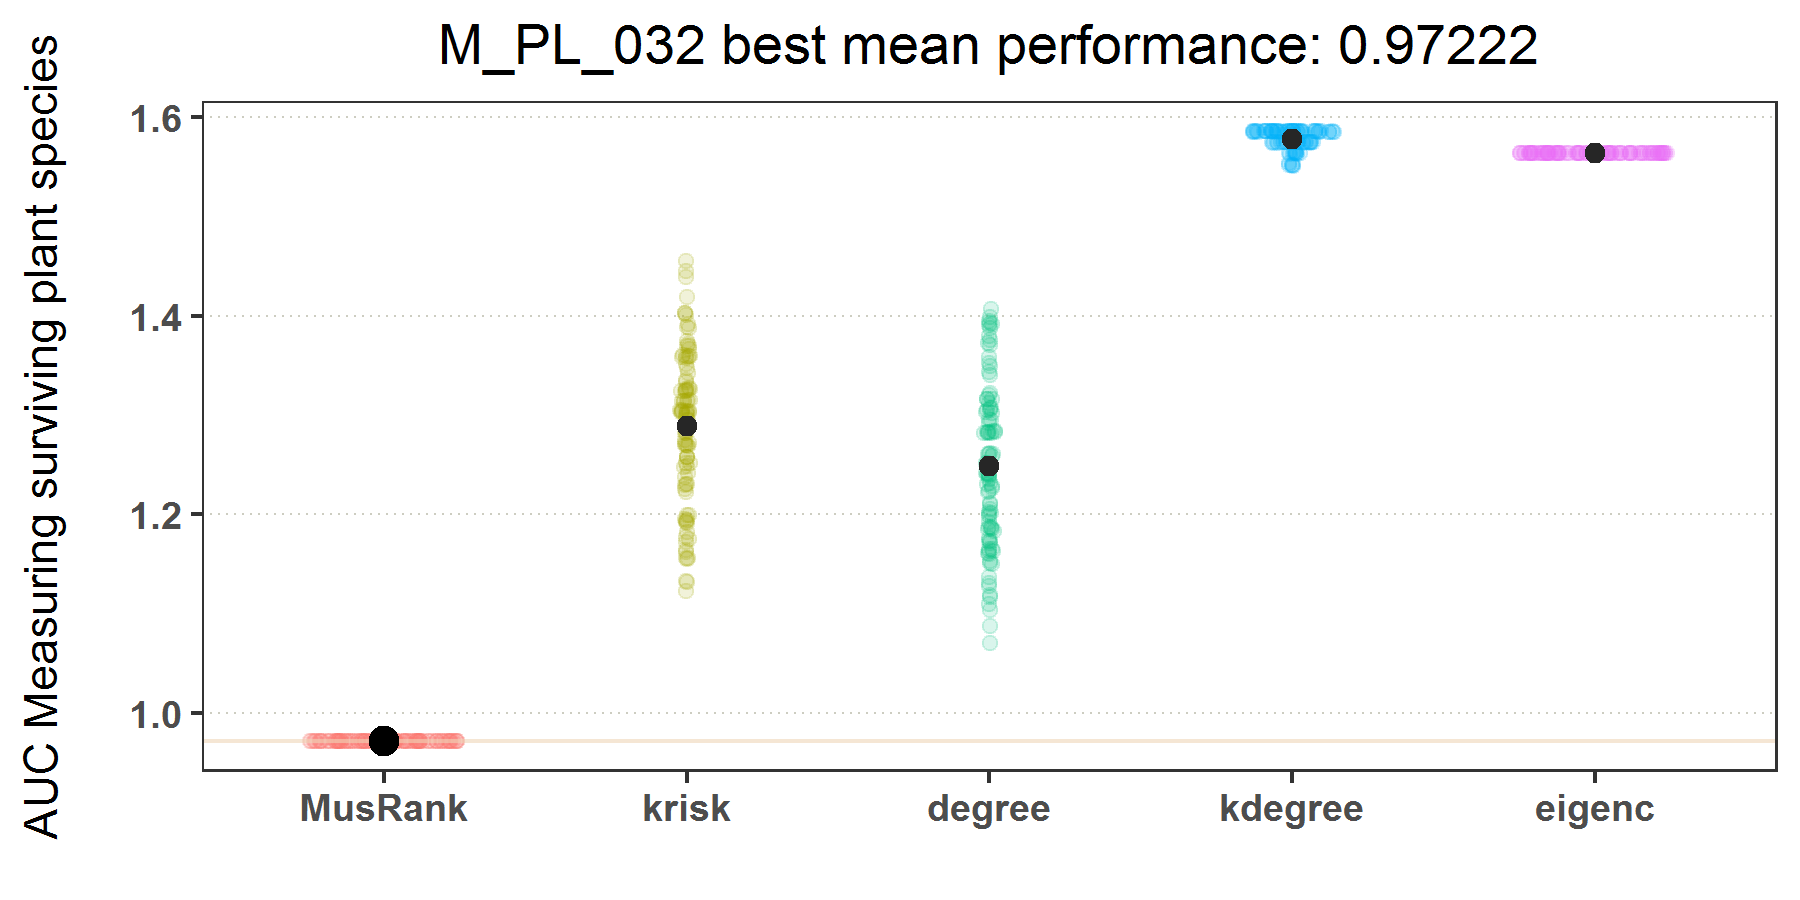 M_PL_032 best mean performance: 0.97222
AUC Measuring surviving plant species
1.6
1.4
1.2
1.0
MusRank krisk degree kdegree eigenc